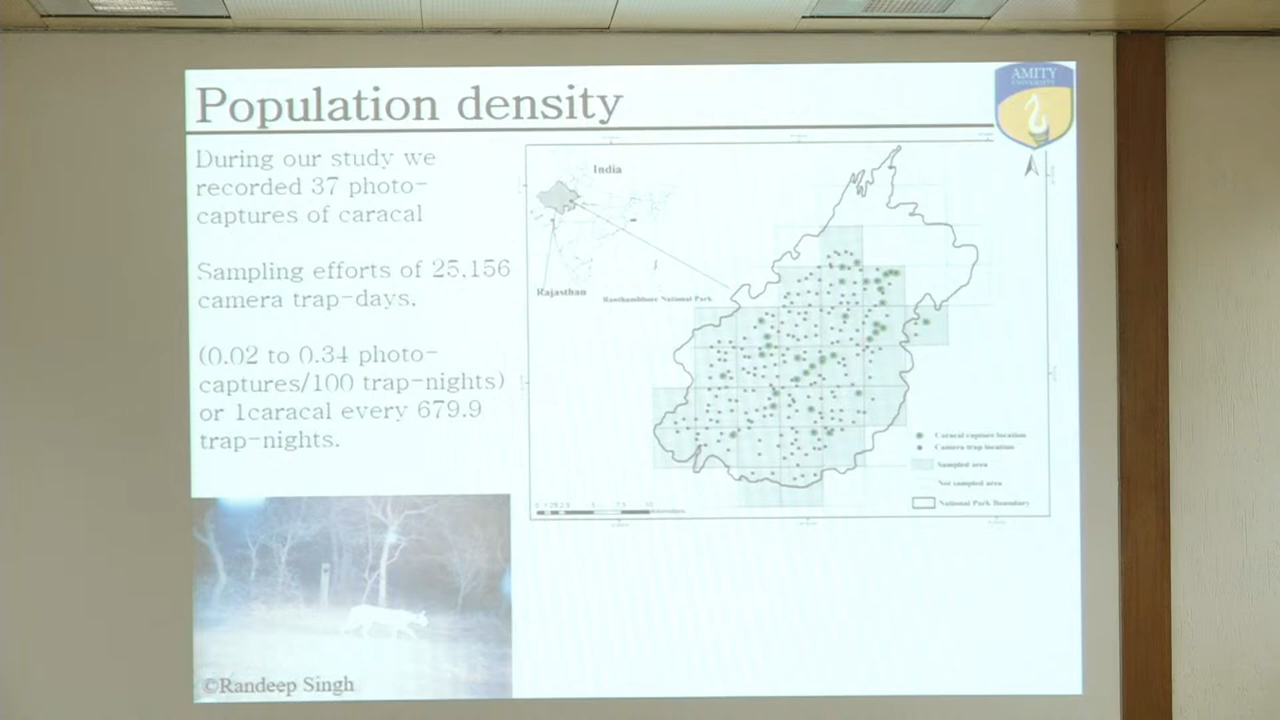 Population density
AMITY
UNIVERSITY
During our study we
recorded 37 photo-
captures of caracal
Sampling efforts of 25,156
camera trap-days.
(0.02 to 0.34 photo-
captures/100 trap-nights)
or 1caracal every 679.9
trap-nights.
India
Rajasthan
Ranthambhore National Park
Caracal capture location
Camera trap location
Sampled area
Not sampled area
National Park Boundary
©Randeep Singh